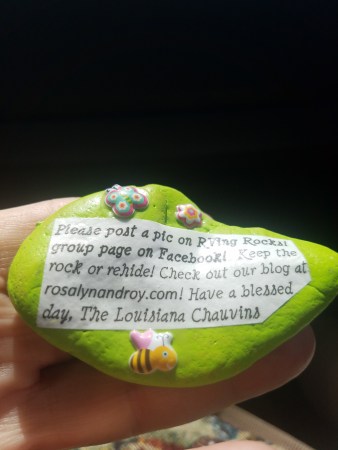 Please post a pic on RVing Rocks!
group page on Facebook! Keep the
rock or rehide! Check out our blog at
rosalynandroy.com! Have a blessed
day, The Louisiana Chauvins